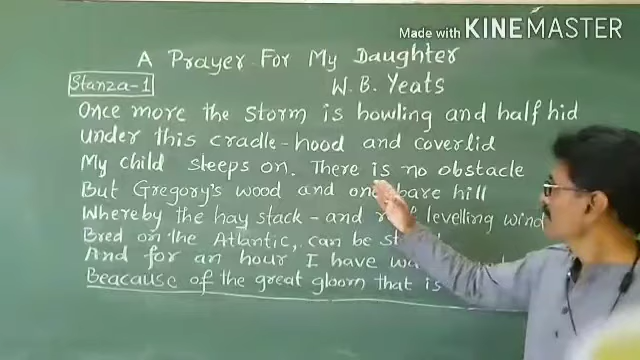 Made with KINEMASTER
A Prayer For My Daughter
Stanza-1
W. B. Yeats
Once more the storm is howling and half hid
under this cradle-hood and coverlid
My child sleeps on. There is no obstacle
But Gregory's wood and one bare hill
Whereby the hay stack - and levelling wind
Bred on the Atlantic, can be
And for an hour I have
Beacause of the great gloom that is